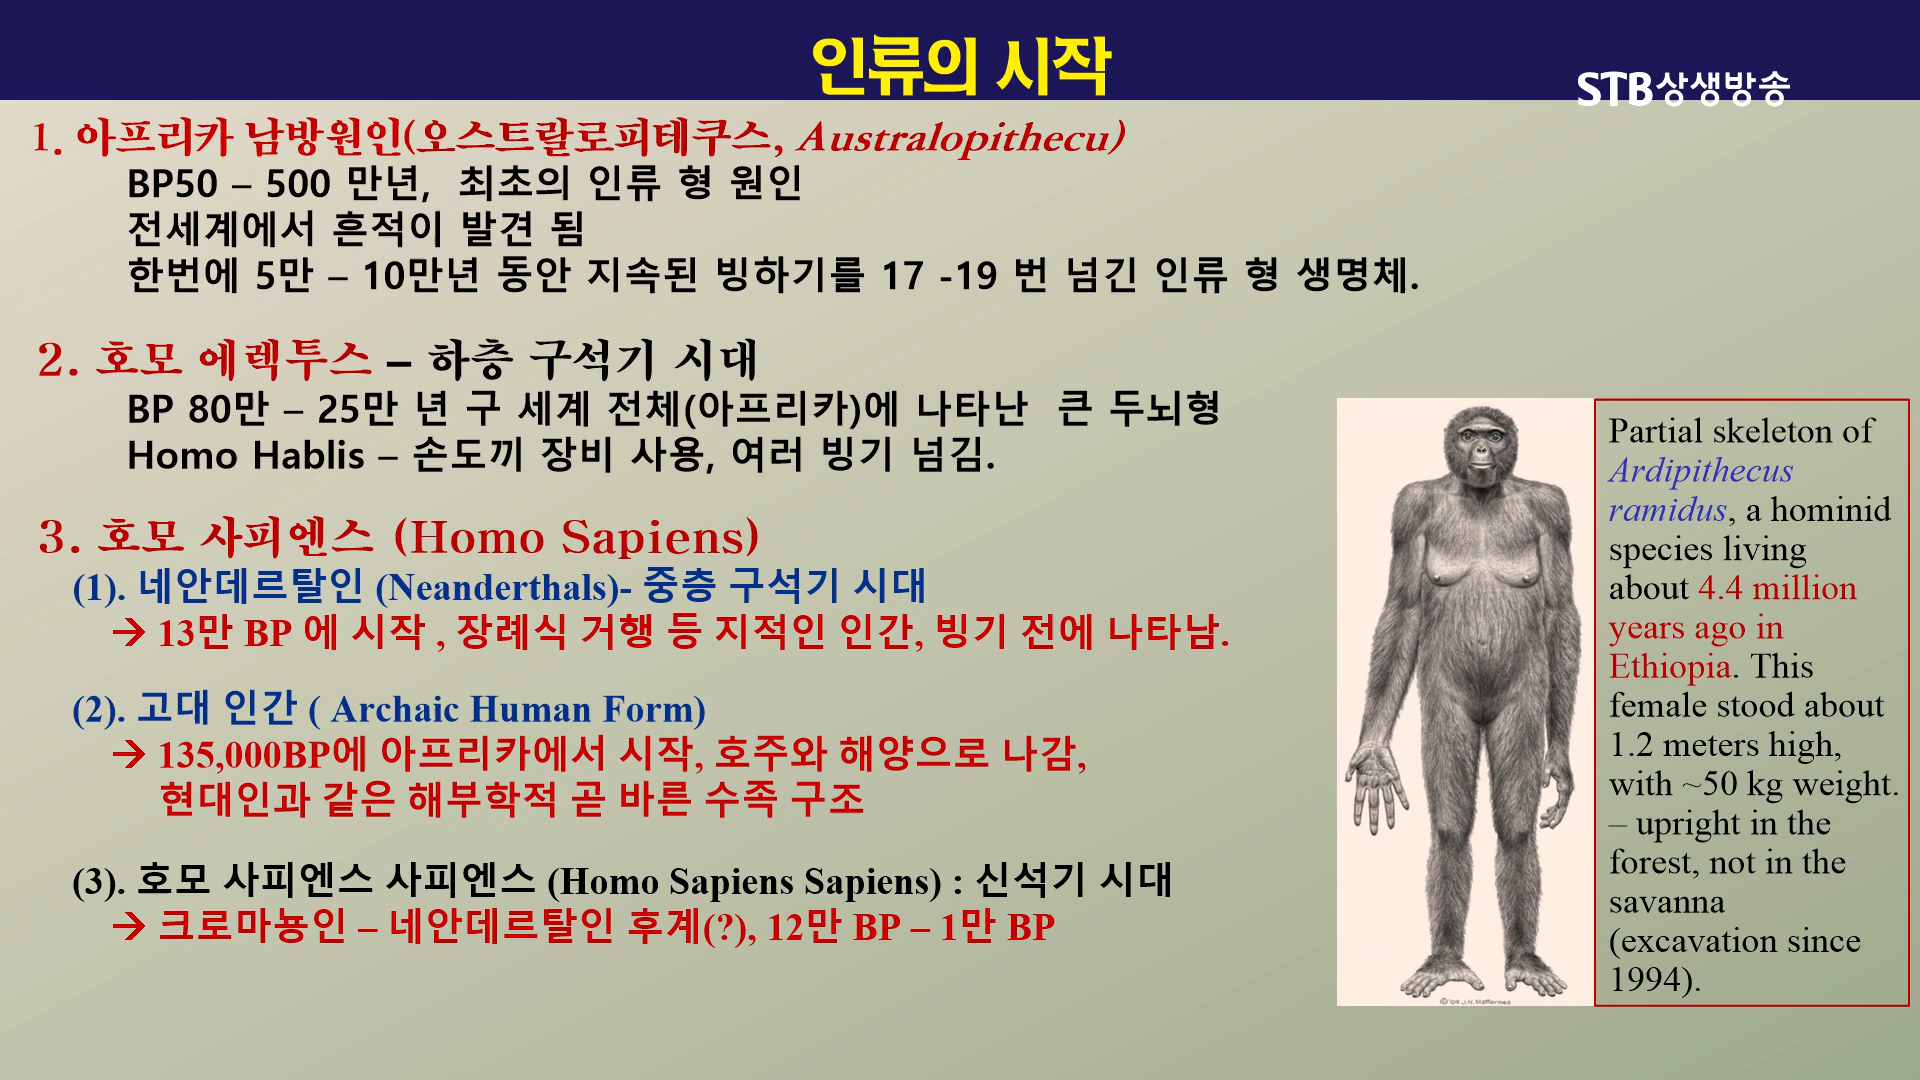 인류의 시작
STB상생방송
1. 아프리카 남방원인(오스트랄로피테쿠스, Australopithecu)
BP50 – 500 만년, 최초의 인류 형 원인
전세계에서 흔적이 발견 됨
한번에 5만 – 10만년 동안 지속된 빙하기를 17 -19 번 넘긴 인류 형 생명체.
2. 호모 에렉투스 – 하층 구석기 시대
BP 80만 – 25만 년 구 세계 전체(아프리카)에 나타난 큰 두뇌형
Homo Hablis – 손도끼 장비 사용, 여러 빙기 넘김.
3. 호모 사피엔스 (Homo Sapiens)
(1). 네안데르탈인 (Neanderthals)- 중층 구석기 시대
→ 13만 BP 에 시작 , 장례식 거행 등 지적인 인간, 빙기 전에 나타남.
(2). 고대 인간 ( Archaic Human Form)
→ 135,000BP에 아프리카에서 시작, 호주와 해양으로 나감,
현대인과 같은 해부학적 곧 바른 수족 구조
(3). 호모 사피엔스 사피엔스 (Homo Sapiens Sapiens) : 신석기 시대
→ 크로마뇽인 – 네안데르탈인 후계(?), 12만 BP – 1만 BP
Partial skeleton of
Ardipithecus
ramidus, a hominid
species living
about 4.4 million
years ago in
Ethiopia. This
female stood about
1.2 meters high,
with ~50 kg weight.
– upright in the
forest, not in the
savanna
(excavation since
1994).
©'09 J.H. Matternes